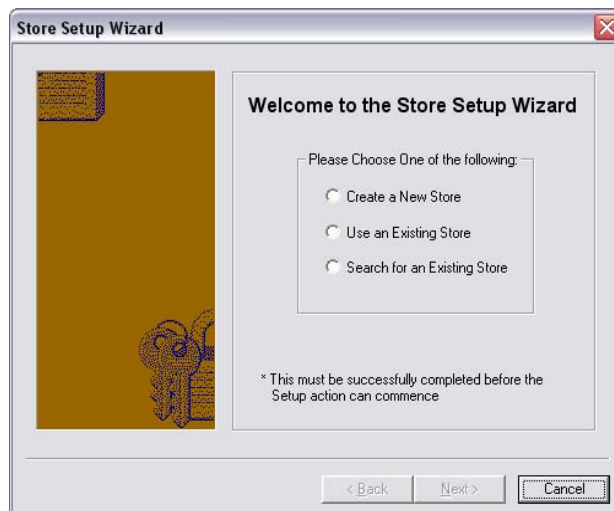 Store Setup Wizard
Welcome to the Store Setup Wizard
Please Choose One of the following:
Create a New Store
Use an Existing Store
Search for an Existing Store
* This must be successfully completed before the
Setup action can commence
< Back Next > Cancel